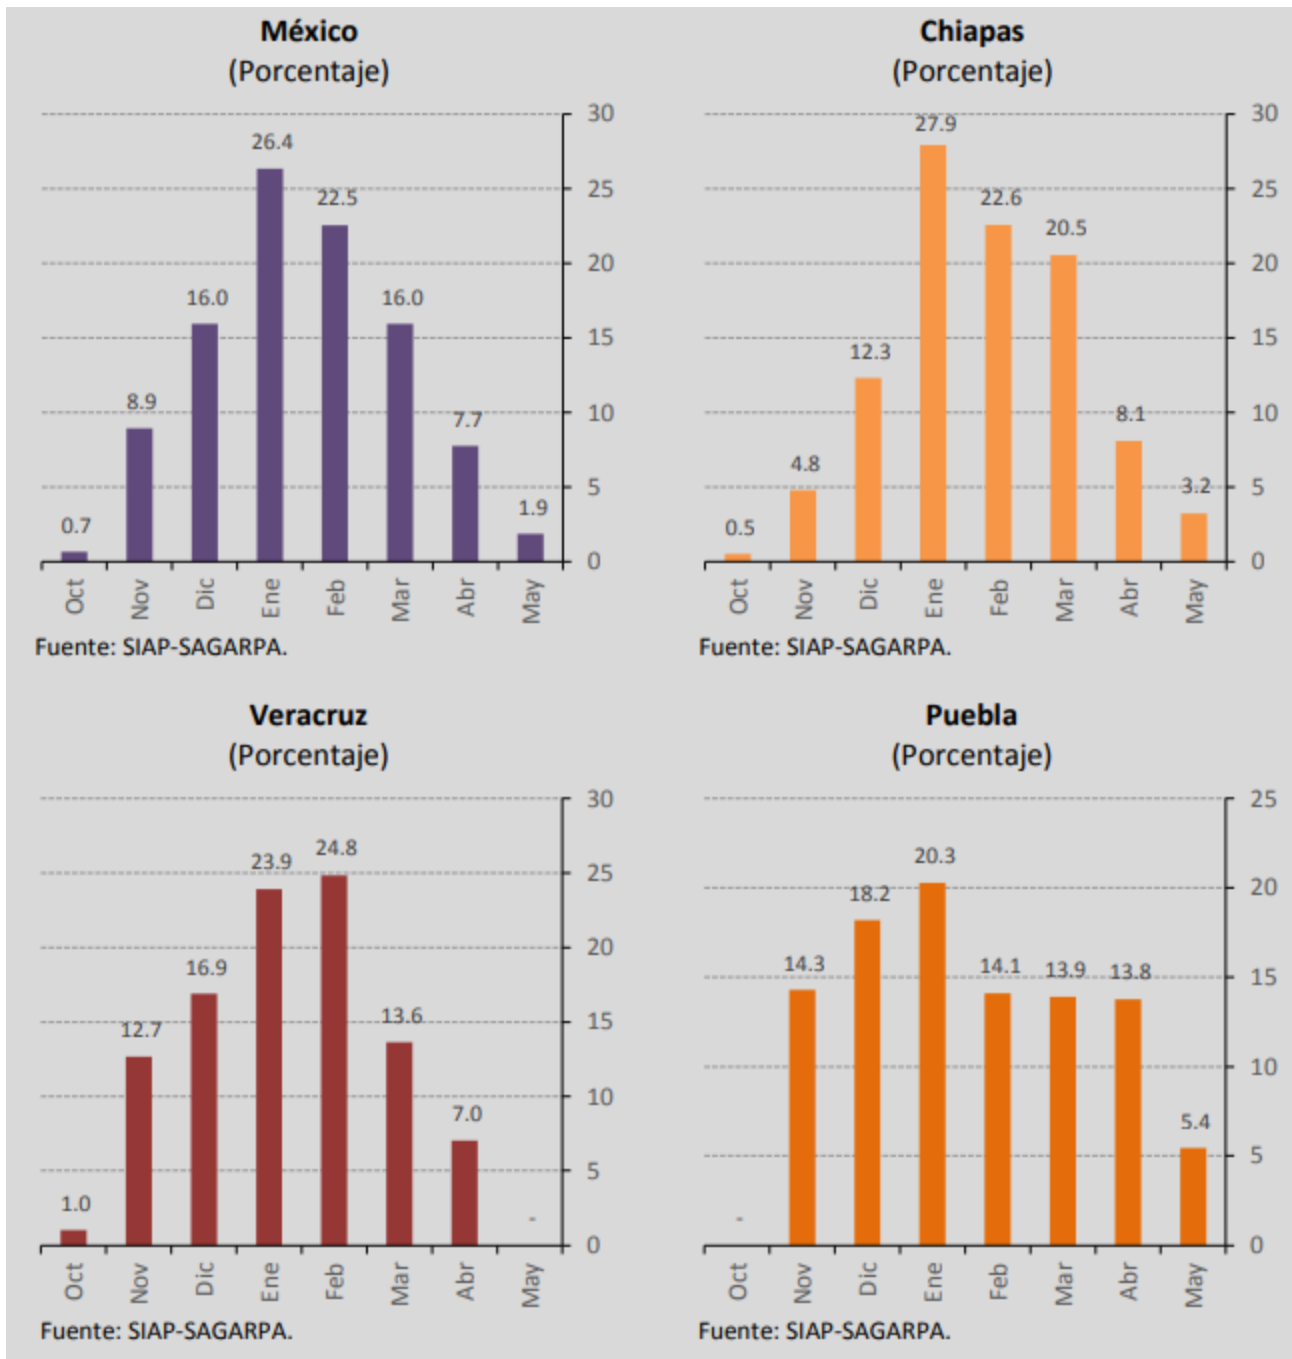 México
(Porcentaje)
30
25
20
15
10
5
0
0.7
8.9
16.0
26.4
22.5
16.0
7.7
1.9
Oct
Nov
Dic
Ene
Feb
Mar
Abr
May
Fuente: SIAP-SAGARPA.
Chiapas
(Porcentaje)
30
25
20
15
10
5
0
0.5
4.8
12.3
27.9
22.6
20.5
8.1
3.2
Oct
Nov
Dic
Ene
Feb
Mar
Abr
May
Fuente: SIAP-SAGARPA.
Veracruz
(Porcentaje)
30
25
20
15
10
5
0
1.0
12.7
16.9
23.9
24.8
13.6
7.0
-
Oct
Nov
Dic
Ene
Feb
Mar
Abr
May
Fuente: SIAP-SAGARPA.
Puebla
(Porcentaje)
25
20
15
10
5
0
-
14.3
18.2
20.3
14.1
13.9
13.8
5.4
Oct
Nov
Dic
Ene
Feb
Mar
Abr
May
Fuente: SIAP-SAGARPA.